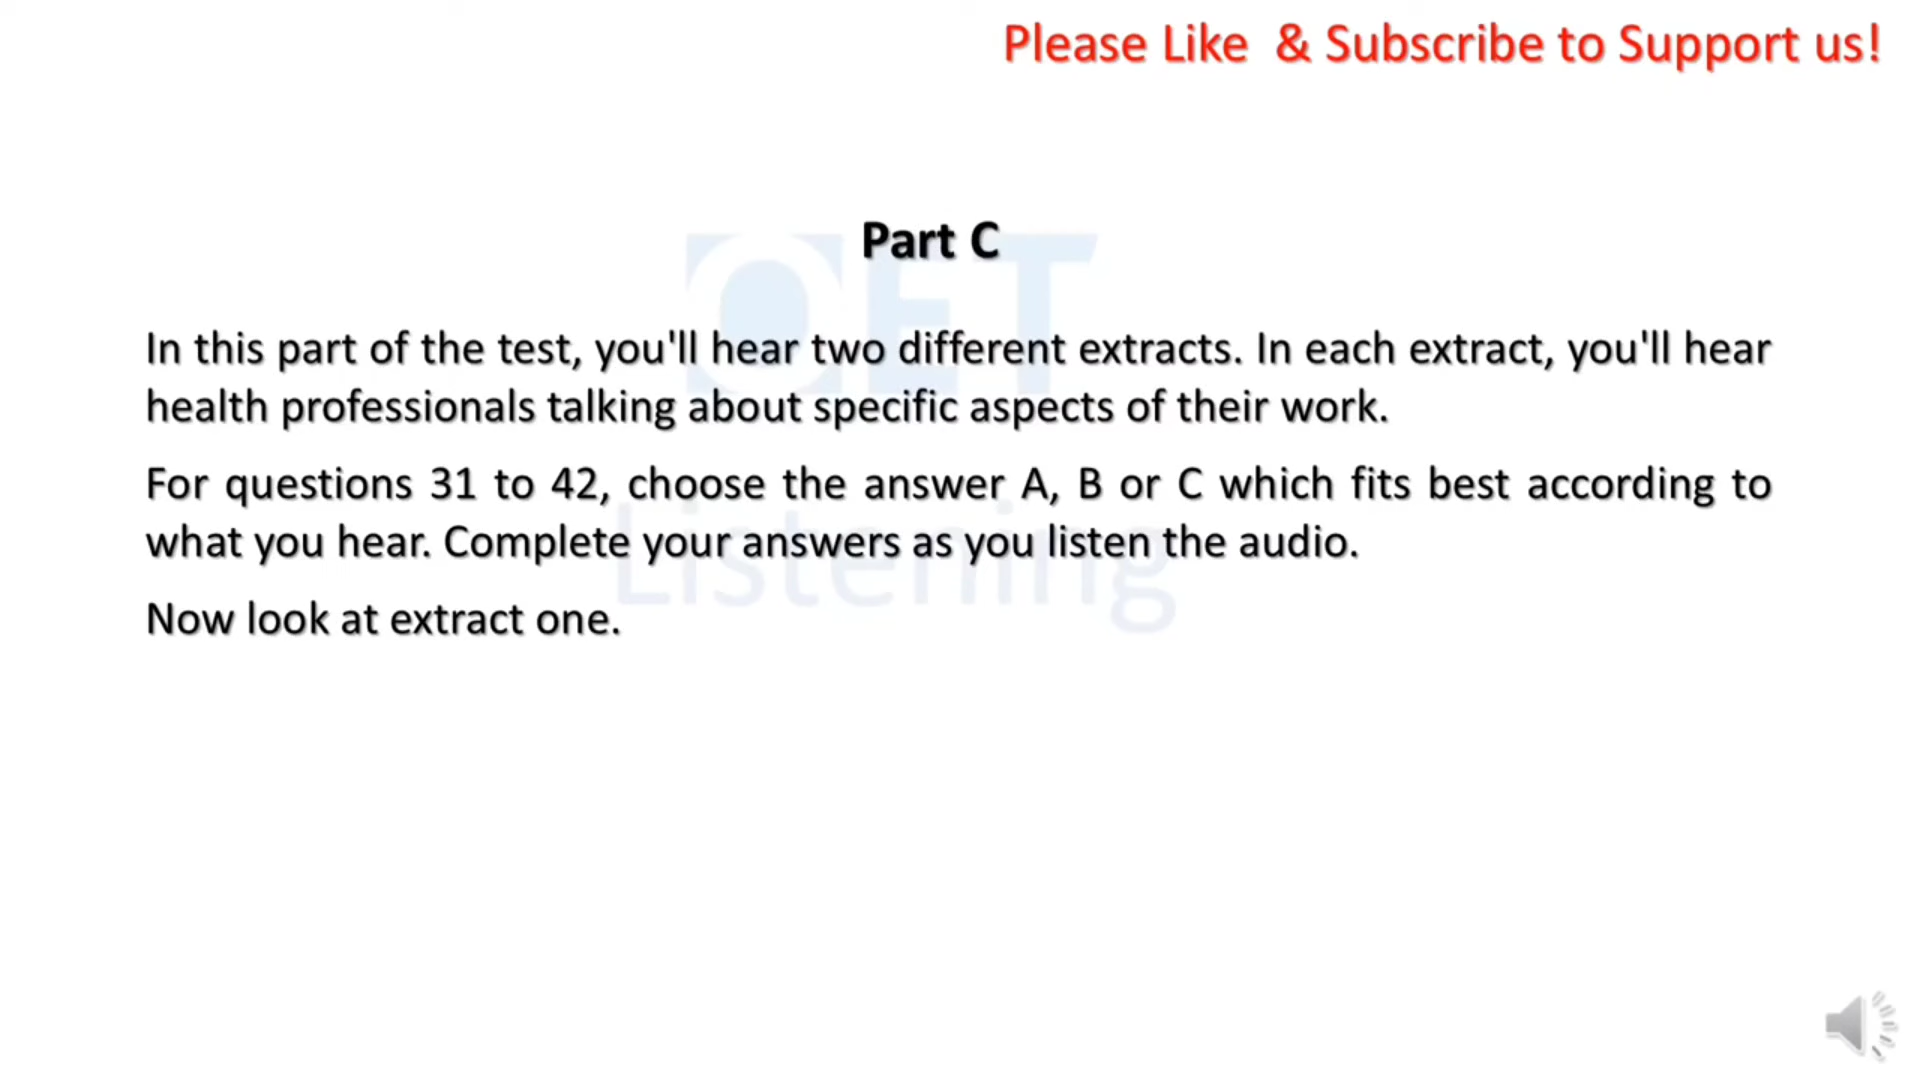 Please Like & Subscribe to Support us!
Part C
OET
In this part of the test, you'll hear two different extracts. In each extract, you'll hear
health professionals talking about specific aspects of their work.
For questions 31 to 42, choose the answer A, B or C which fits best according to
what you hear. Complete your answers as you listen the audio.
Listening
Now look at extract one.